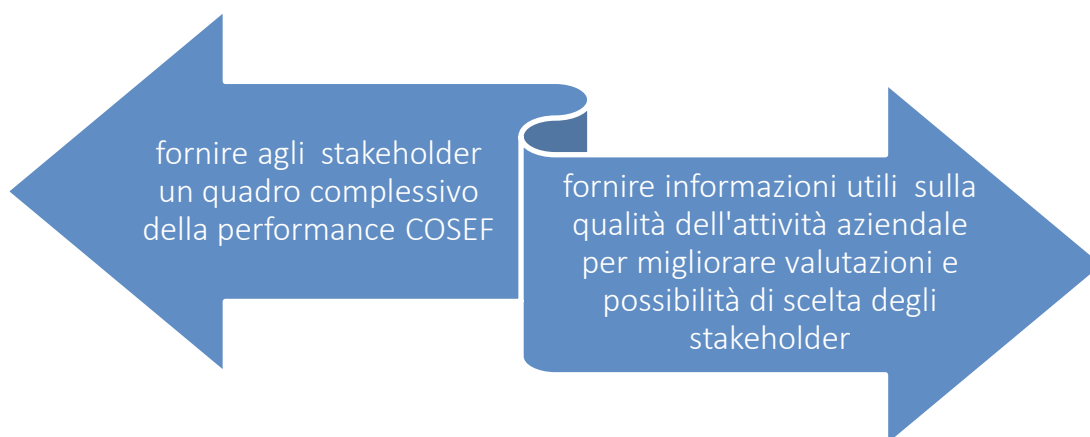 fornire agli  stakeholder
un quadro complessivo
della performance COSEF
fornire informazioni utili  sulla
qualità dell'attività aziendale
per migliorare valutazioni e
possibilità di scelta degli
stakeholder